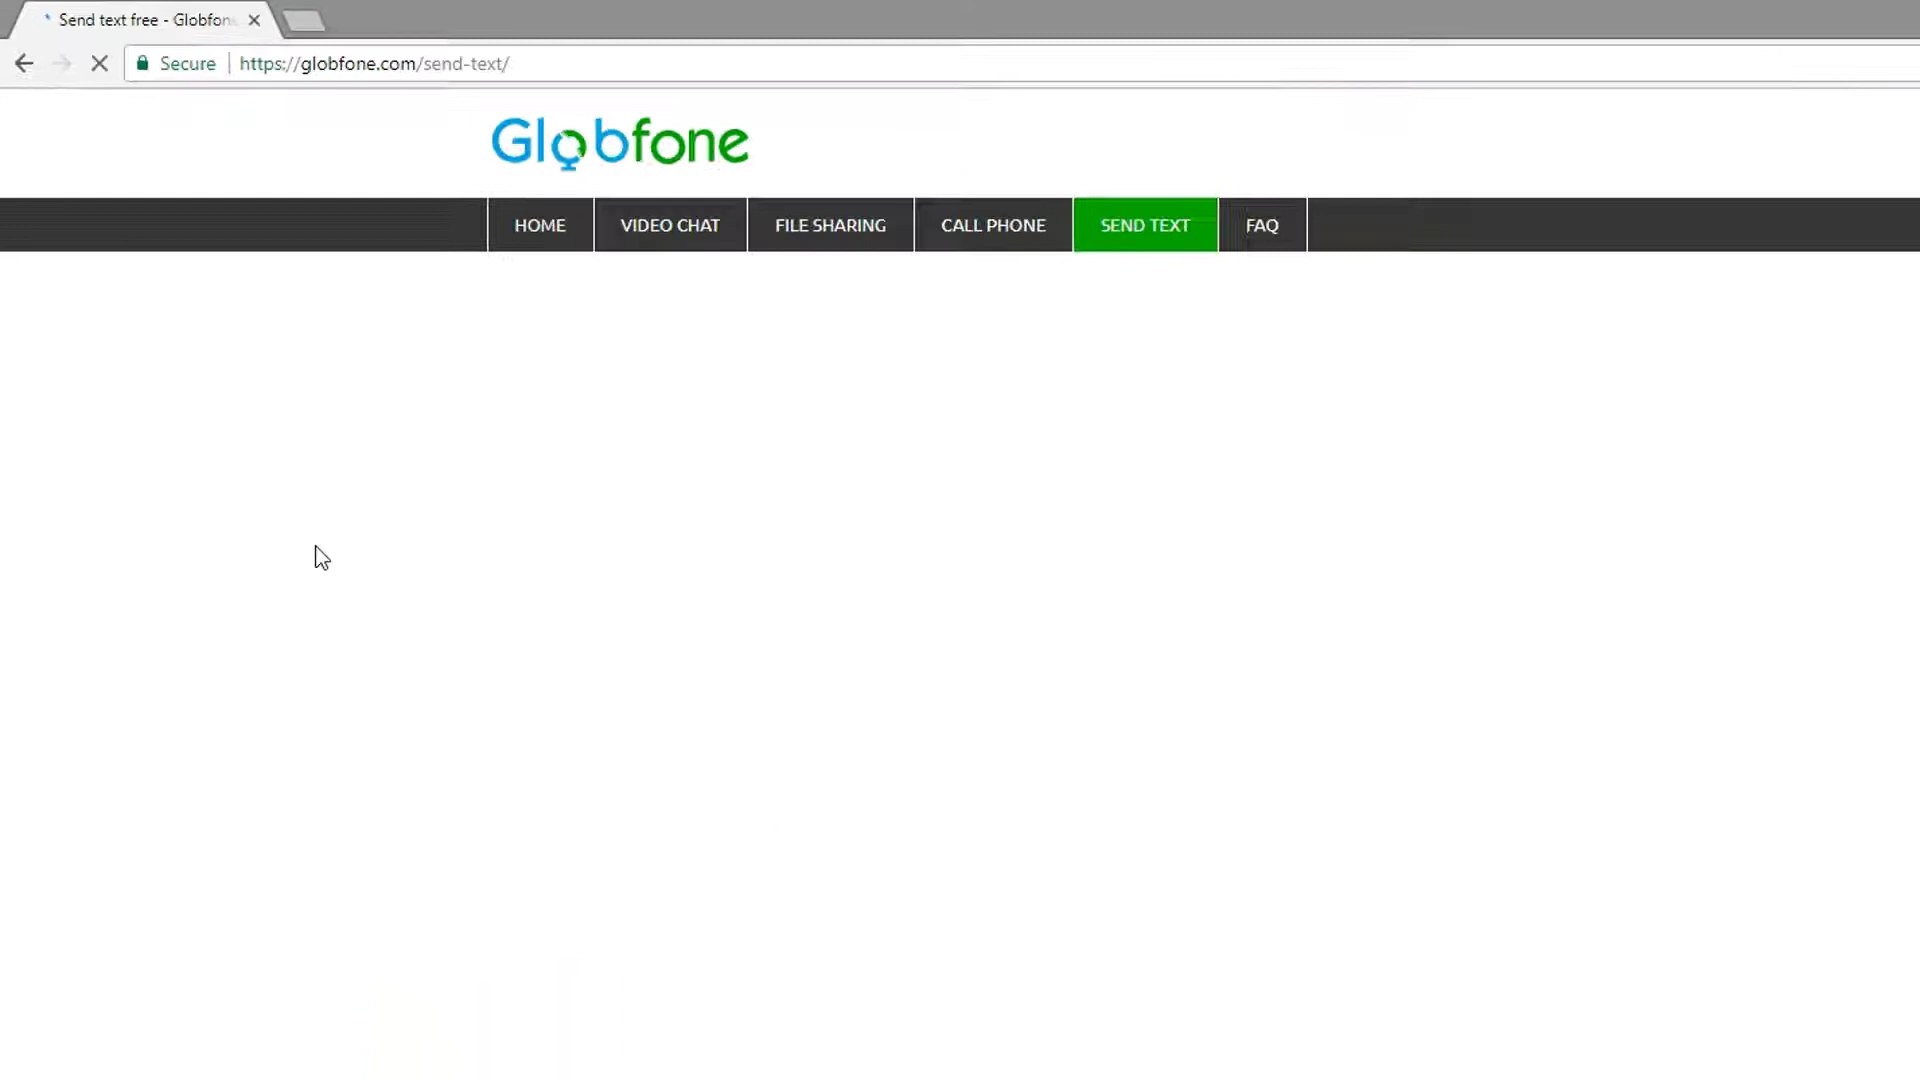 Send text free - Globfon
Secure https://globfone.com/send-text/
Globfone
HOME VIDEO CHAT FILE SHARING CALL PHONE SEND TEXT FAQ